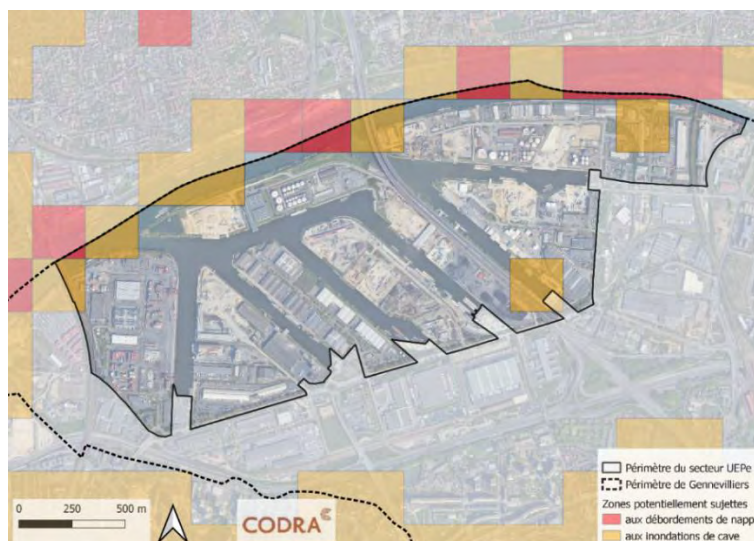 Périmètre du secteur UEPe
Périmètre de Gennevilliers
Zones potentiellement sujettes
aux débordements de napp
aux inondations de cave
0 250 500 m
CODRA